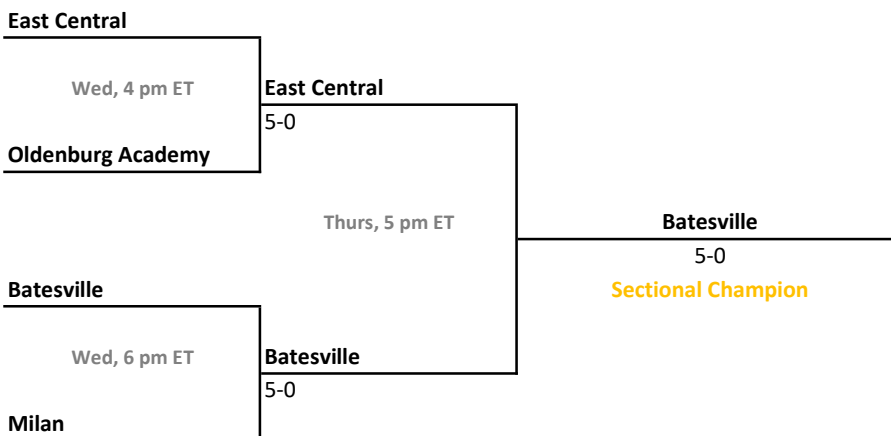 East Central
Wed, 4 pm ET
East Central
5-0
Oldenburg Academy
Thurs, 5 pm ET
Batesville
5-0
Sectional Champion
Batesville
Wed, 6 pm ET
Batesville
5-0
Milan